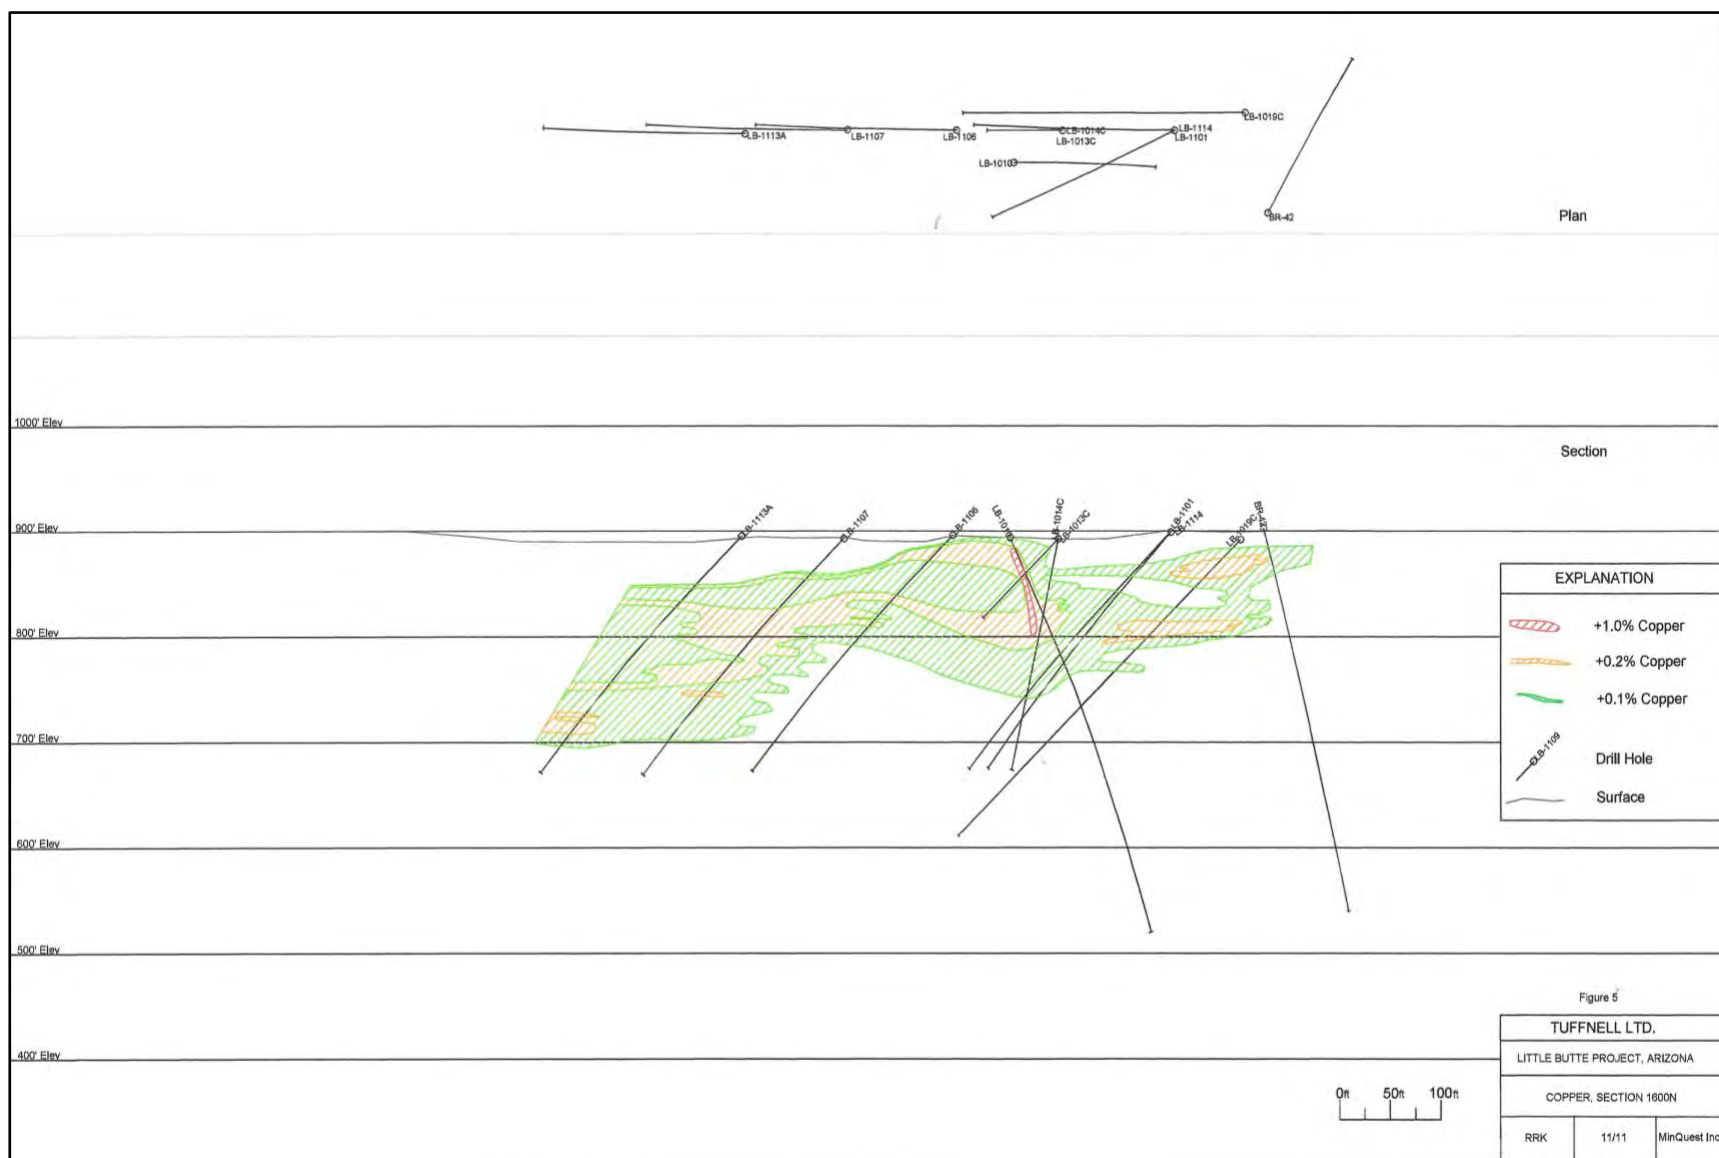 LB-1019C
LB-1113A
LB-1107
LB-1106
LB-1014C
LB-1013C
LB-1114
LB-1101
LB-1010
BR-42
Plan
1000' Elev
Section
900' Elev
LB-1113A
LB-1107
LB-1106
LB-1010
LB-1014C
LB-1013C
LB-1101
LB-1114
LB-1019C
BR-42
EXPLANATION
+1.0% Copper
+0.2% Copper
+0.1% Copper
LB-1109
Drill Hole
Surface
800' Elev
700' Elev
600' Elev
500' Elev
400' Elev
0ft 50ft 100ft
Figure 5
TUFFNELL LTD.
LITTLE BUTTE PROJECT, ARIZONA
COPPER, SECTION 1600N
RRK 11/11 MinQuest Inc